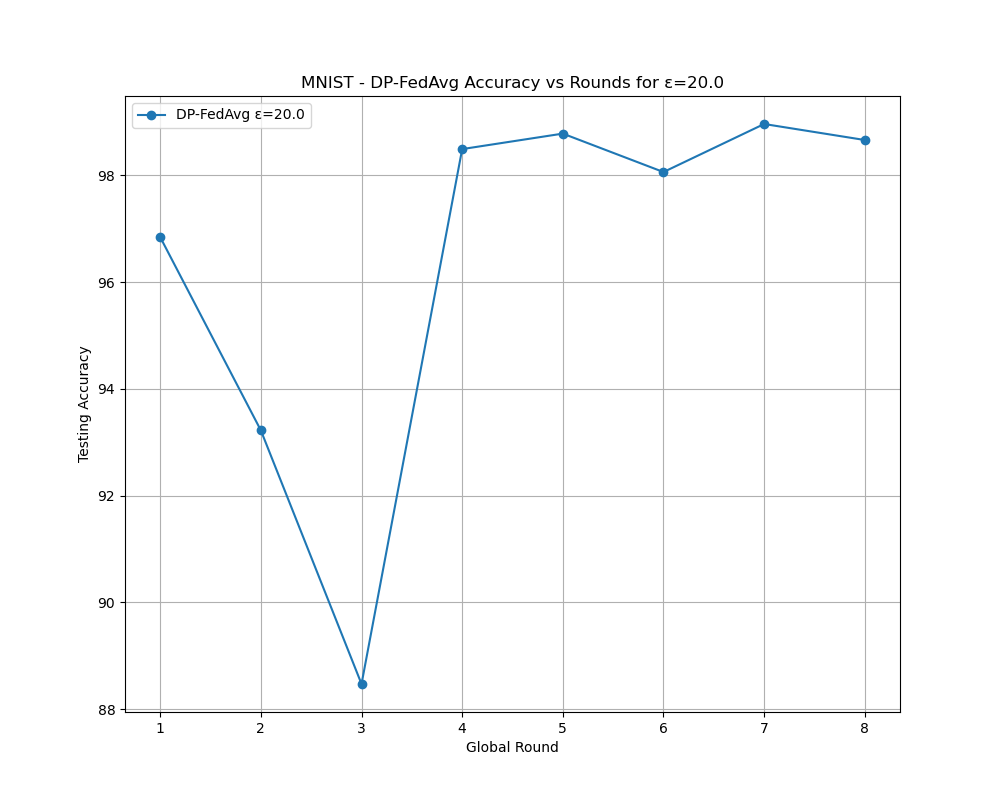 MNIST - DP-FedAvg Accuracy vs Rounds for ε=20.0
DP-FedAvg ε=20.0
98
96
94
92
90
88
Testing Accuracy
1 2 3 4 5 6 7 8
Global Round